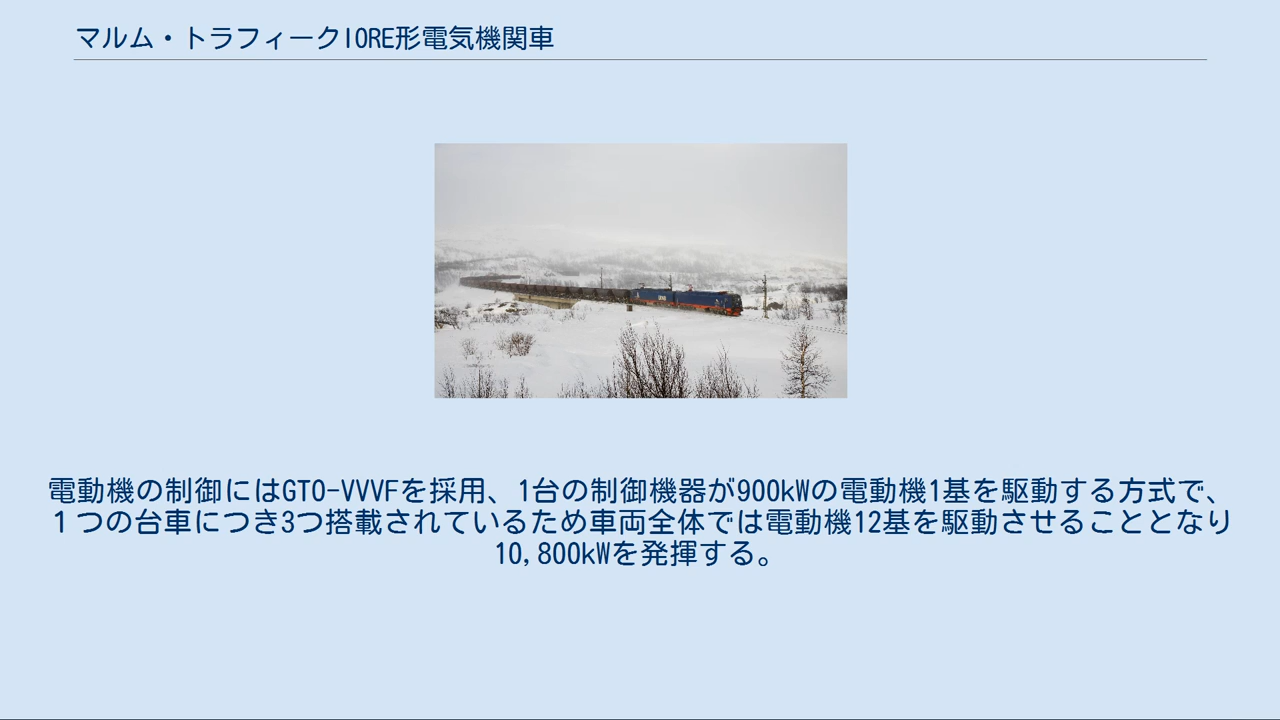 マルム・トラフィークIORE形電気機関車
電動機の制御にはGTO-VVVFを採用、1台の制御機器が900kWの電動機1基を駆動する方式で、
１つの台車につき3つ搭載されているため車両全体では電動機12基を駆動させることとなり
10,800kWを発揮する。